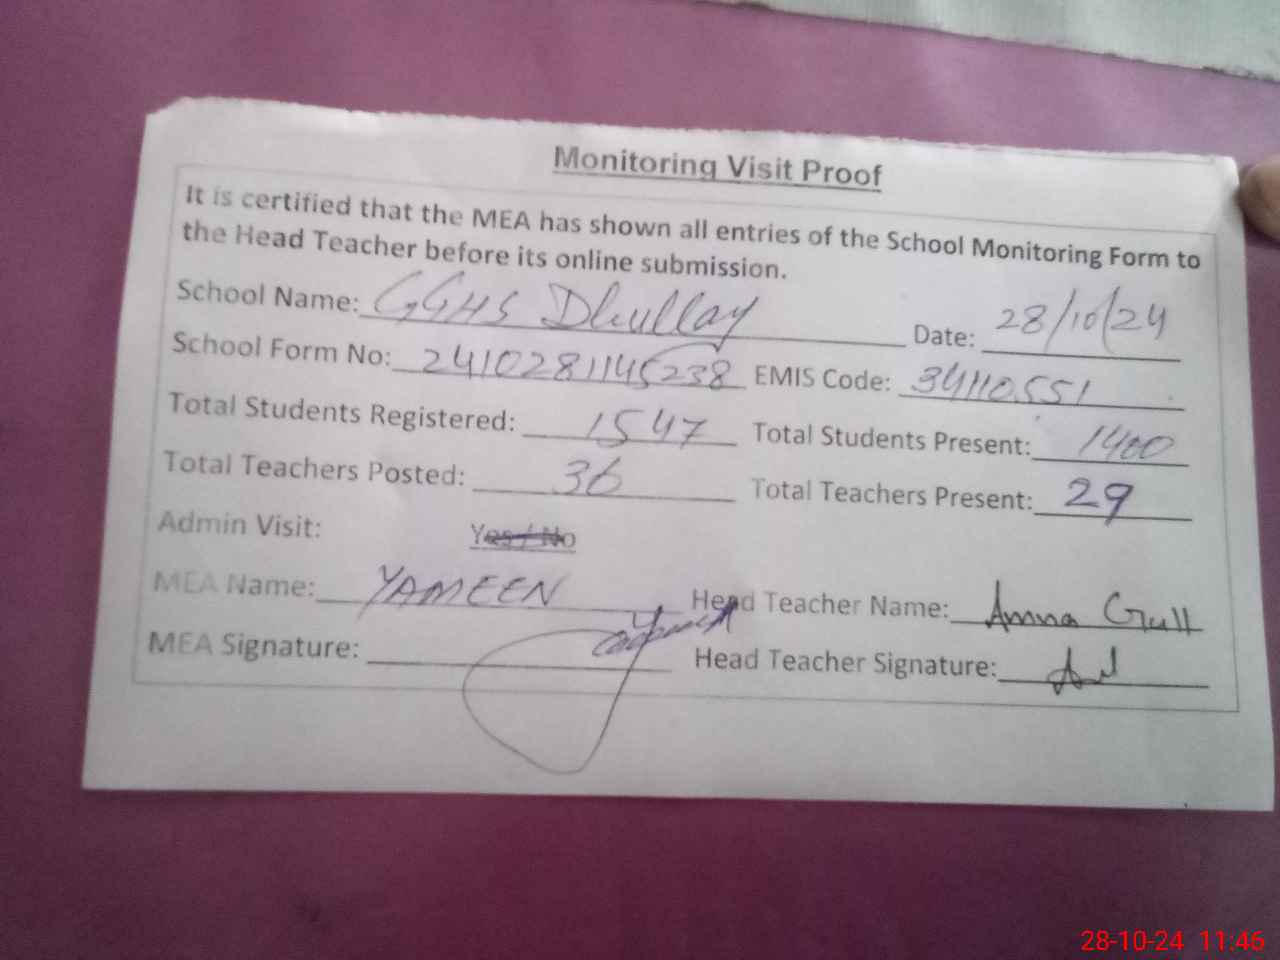 Monitoring Visit Proof
It is certified that the MEA has shown all entries of the School Monitoring Form to
the Head Teacher before its online submission.
School Name: GGHS Dhullay Date: 28/10/24
School Form No: 2410281145238 EMIS Code: 34110551
Total Students Registered: 1547 Total Students Present: 1400
Total Teachers Posted: 36 Total Teachers Present: 29
Admin Visit: Yes / No
MEA Name: YAMEEN Head Teacher Name: Amna Gull
MEA Signature: Head Teacher Signature:
28-10-24 11:46